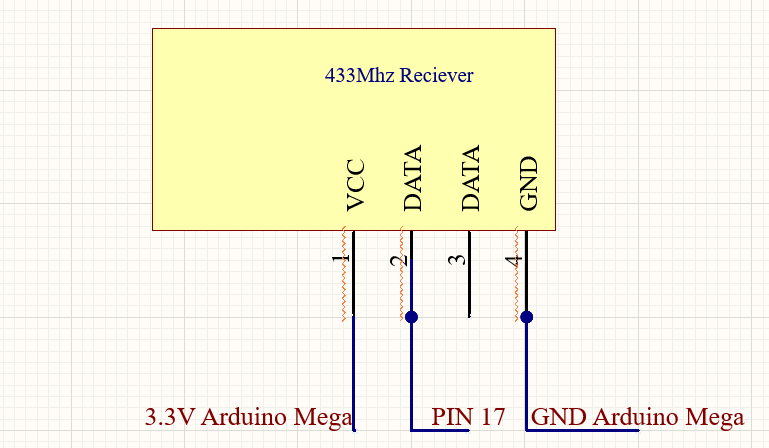 433Mhz Reciever
VCC
DATA
DATA
GND
1
2
3
4
3.3V Arduino Mega
PIN 17
GND Arduino Mega